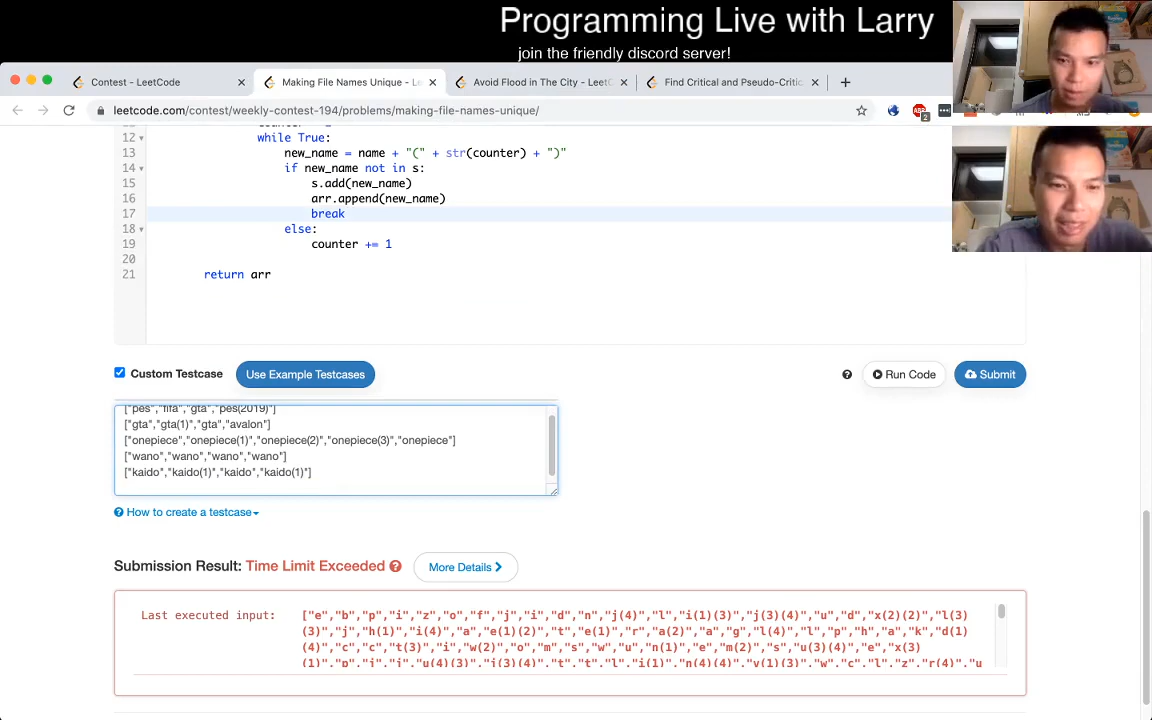 Programming Live with Larry
join the friendly discord server!
Contest - LeetCode
Making File Names Unique - Le
Avoid Flood in The City - LeetC
Find Critical and Pseudo-Critic
leetcode.com/contest/weekly-contest-194/problems/making-file-names-unique/
12 while True:
13 new_name = name + "(" + str(counter) + ")"
14 if new_name not in s:
15 s.add(new_name)
16 arr.append(new_name)
17 break
18 else:
19 counter += 1
20
21 return arr
Custom Testcase
Use Example Testcases
Run Code
Submit
["pes","fifa","gta","pes(2019)"]
["gta","gta(1)","gta","avalon"]
["onepiece","onepiece(1)","onepiece(2)","onepiece(3)","onepiece"]
["wano","wano","wano","wano"]
["kaido","kaido(1)","kaido","kaido(1)"]
How to create a testcase
Submission Result: Time Limit Exceeded
More Details
Last executed input:
["e","b","p","i","z","o","f","j","i","d","n","j(4)","l","i(1)(3)","j(3)(4)","u","d","x(2)(2)","l(3)
(3)","j","h(1)","i(4)","a","e(1)(2)","t","e(1)","r","a(2)","a","g","l(4)","l","p","h","a","k","d(1)
(4)","c","c","t(3)","i","w(2)","o","m","s","w","u","n(1)","e","m(2)","s","u(3)(4)","e","x(3)